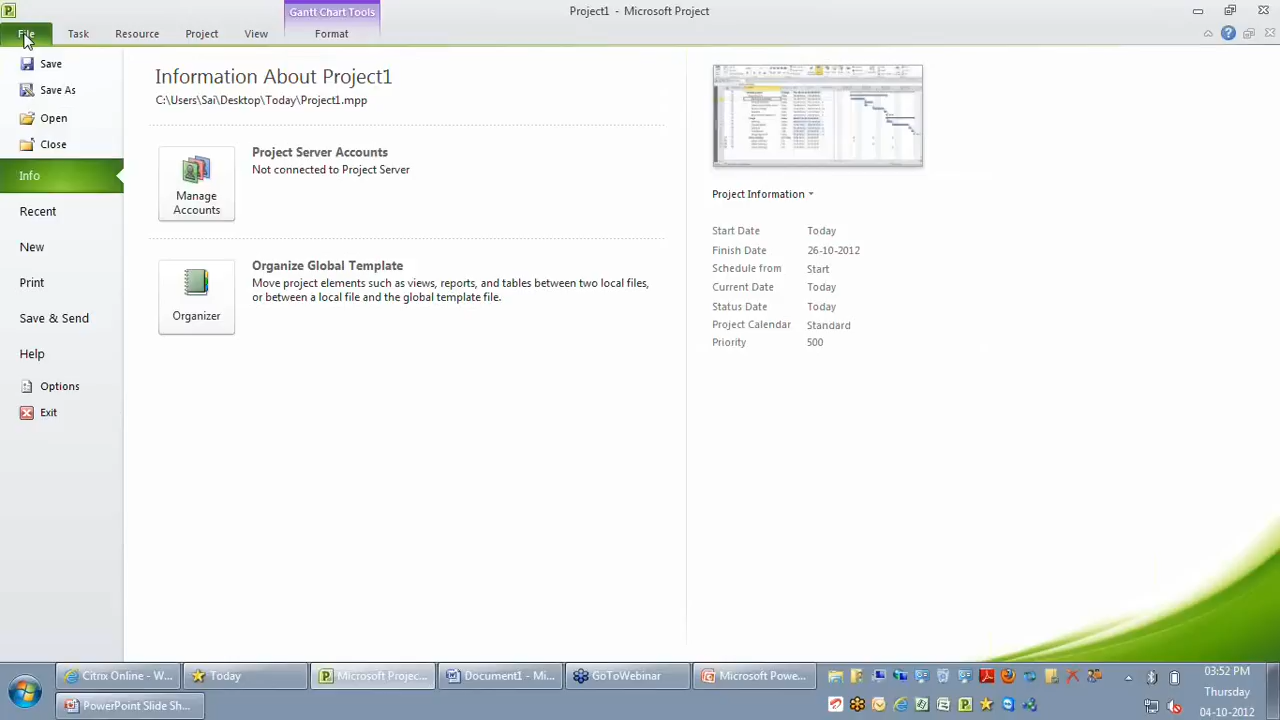 Gantt Chart Tools
Project1 - Microsoft Project
File Task Resource Project View Format
Save
Save As
Open
Close
Info
Recent
New
Print
Save & Send
Help
Options
Exit
Information About Project1
\Users\Sai\Desktop\Today\Project1.mpp
Manage
Accounts
Project Server Accounts
Not connected to Project Server
Organizer
Organize Global Template
Move project elements such as views, reports, and tables between two local files,
or between a local file and the global template file.
Project Information
Start Date Today
Finish Date 26-10-2012
Schedule from Start
Current Date Today
Status Date Today
Project Calendar Standard
Priority 500
Citrix Online - W... Today Microsoft Projec... Document1 - Mi... GoToWebinar Microsoft Powe...
PowerPoint Slide Sh...
03:52 PM
Thursday
04-10-2012